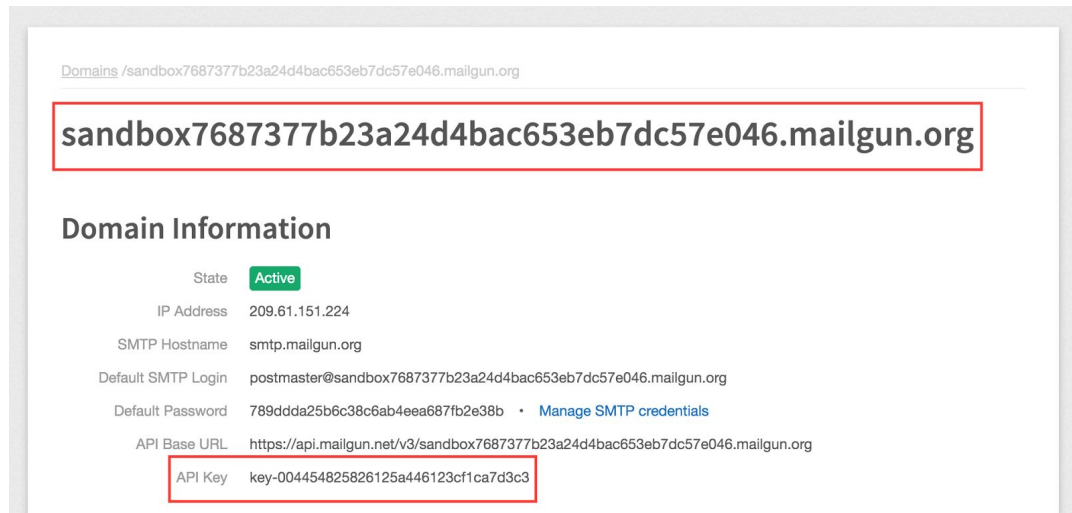 Domains /sandbox7687377b23a24d4bac653eb7dc57e046.mailgun.org
sandbox7687377b23a24d4bac653eb7dc57e046.mailgun.org
Domain Information
State Active
IP Address 209.61.151.224
SMTP Hostname smtp.mailgun.org
Default SMTP Login postmaster@sandbox7687377b23a24d4bac653eb7dc57e046.mailgun.org
Default Password 789ddda25b6c38c6ab4eea687fb2e38b • Manage SMTP credentials
API Base URL https://api.mailgun.net/v3/sandbox7687377b23a24d4bac653eb7dc57e046.mailgun.org
API Key key-004454825826125a446123cf1ca7d3c3